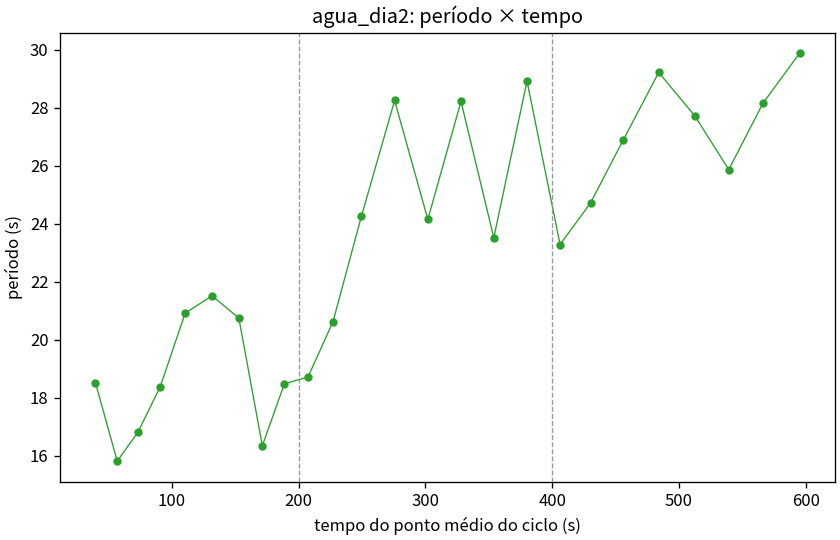 agua_dia2: período × tempo
período (s)
30
28
26
24
22
20
18
16
100 200 300 400 500 600
tempo do ponto médio do ciclo (s)